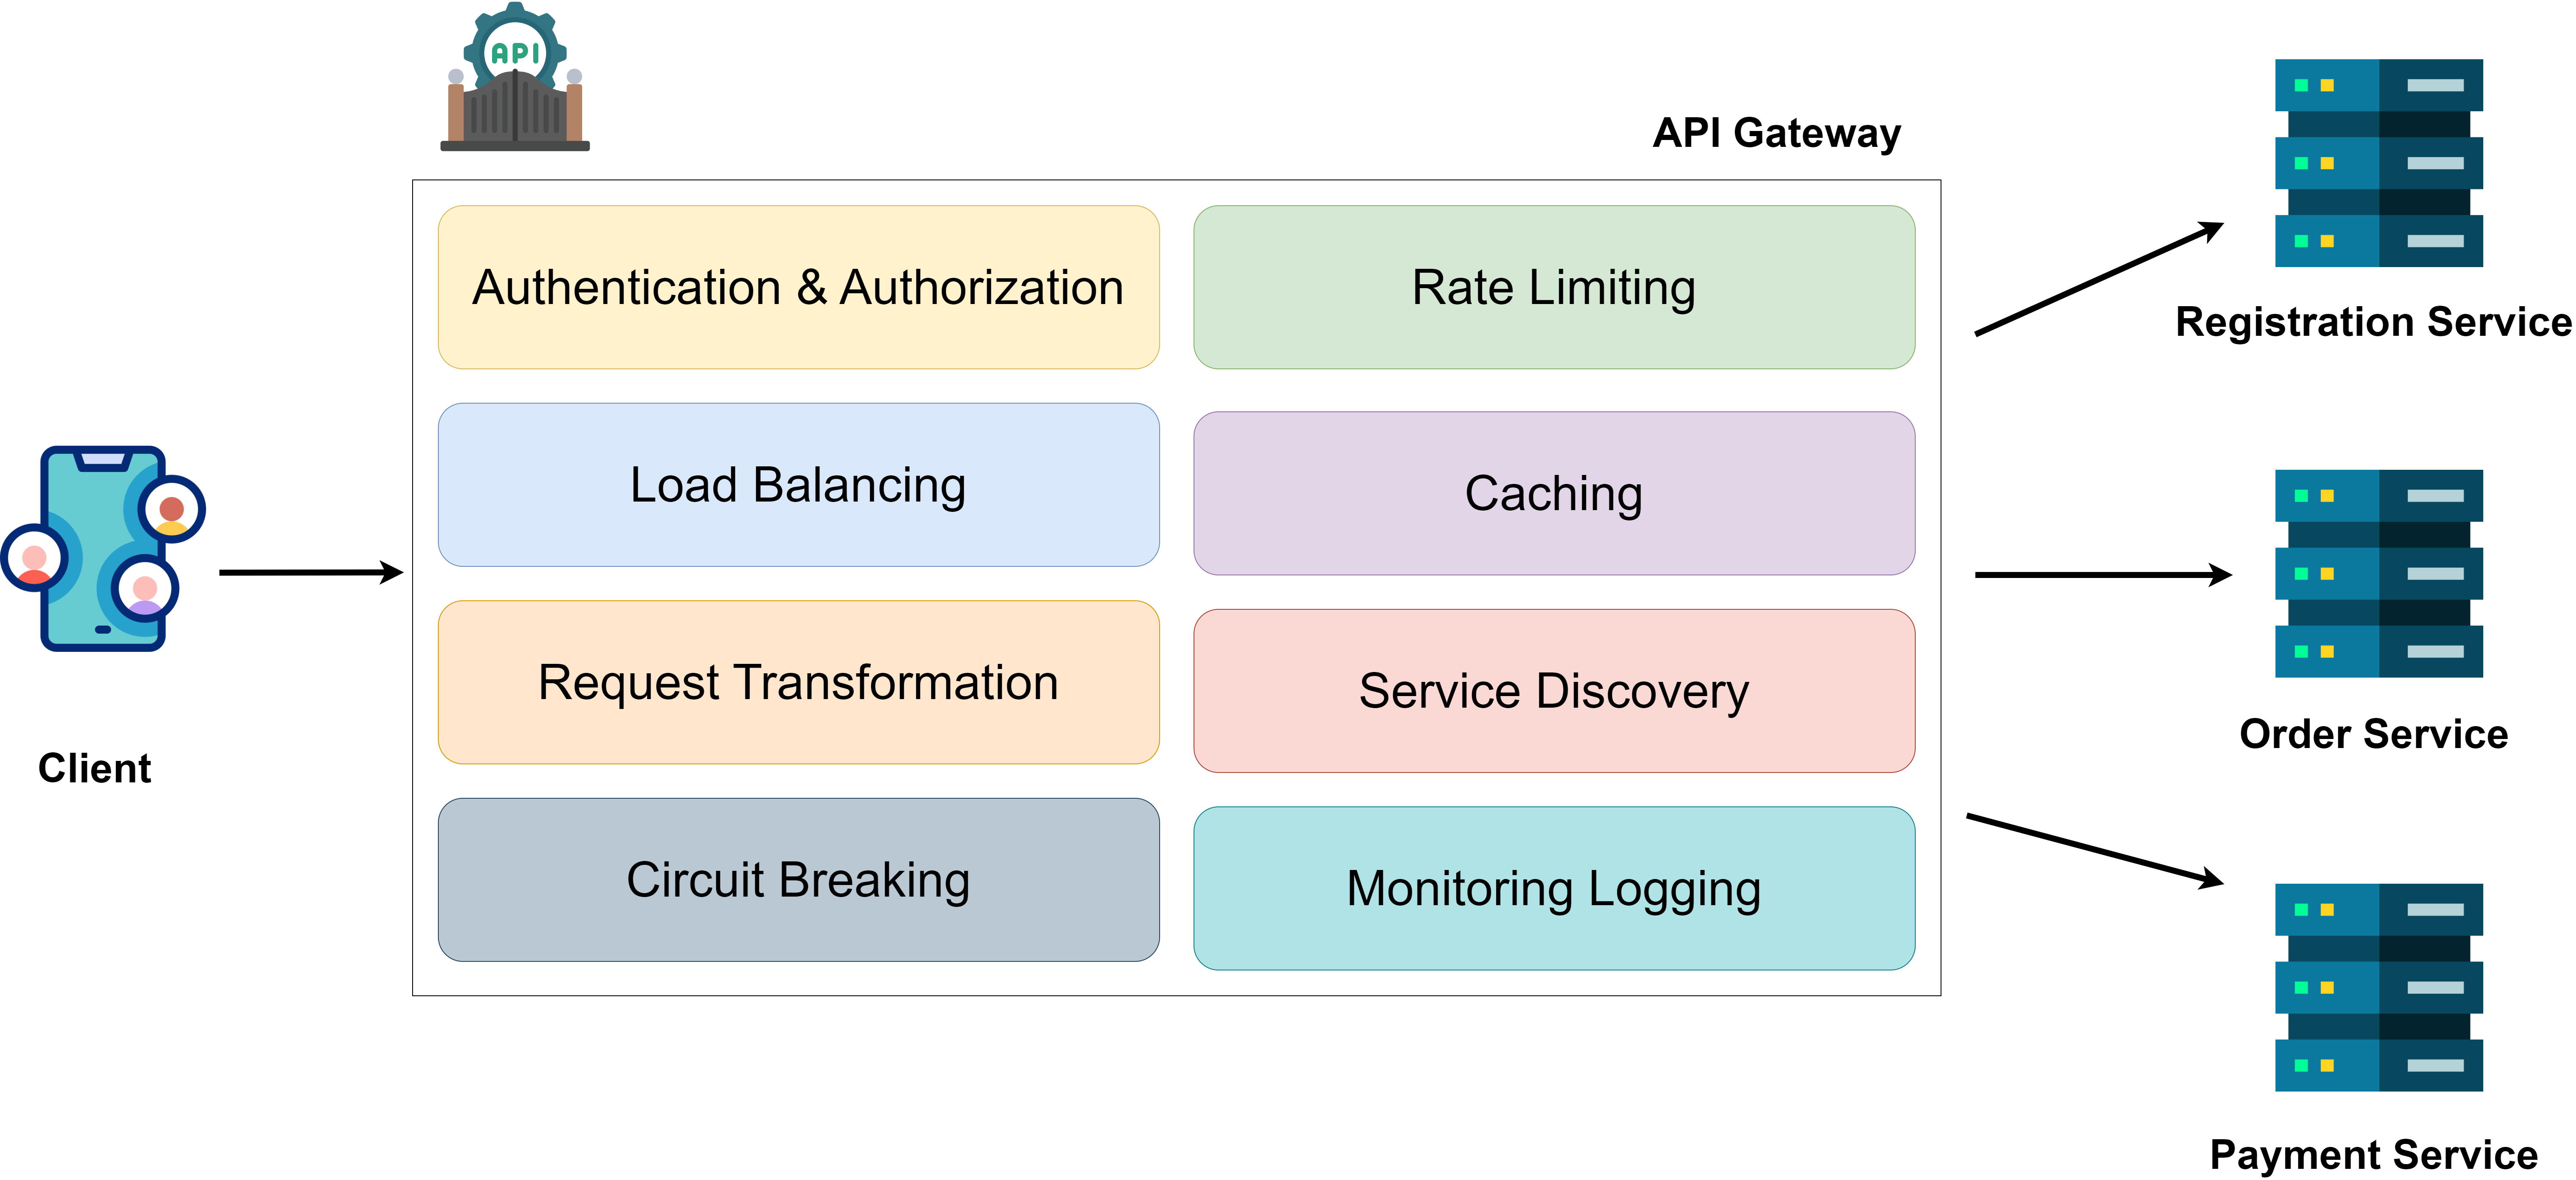 API
API Gateway
Authentication & Authorization
Rate Limiting
Load Balancing
Caching
Request Transformation
Service Discovery
Circuit Breaking
Monitoring Logging
Client
Registration Service
Order Service
Payment Service